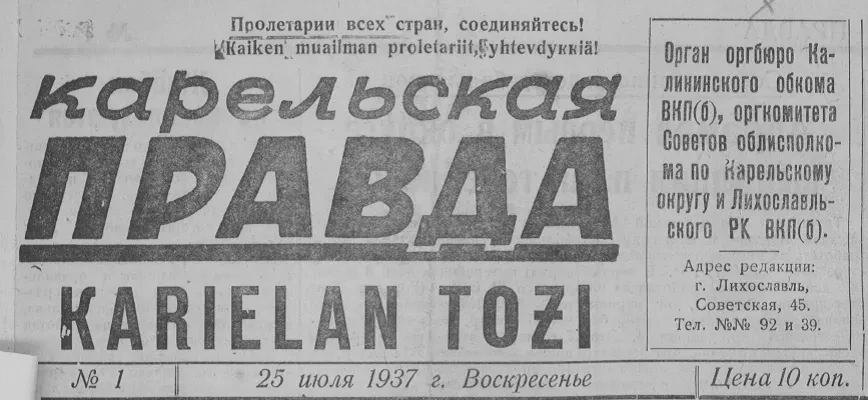 Пролетарии всех стран, соединяйтесь!
Kaiken muailman proletariit, yhtevdykkiä!
карельская
ПРАВДА
KARIELAN TOŽI
Орган оргбюро Ка-
лининского обкома
ВКП(б), оргкомитета
Советов облисполко-
ма по Карельскому
округу и Лихославль-
ского РК ВКП(б).
Адрес редакции:
г. Лихославль,
Советская, 45.
Тел. №№ 92 и 39.
№ 1
25 июля 1937 г. Воскресенье
Цена 10 коп.